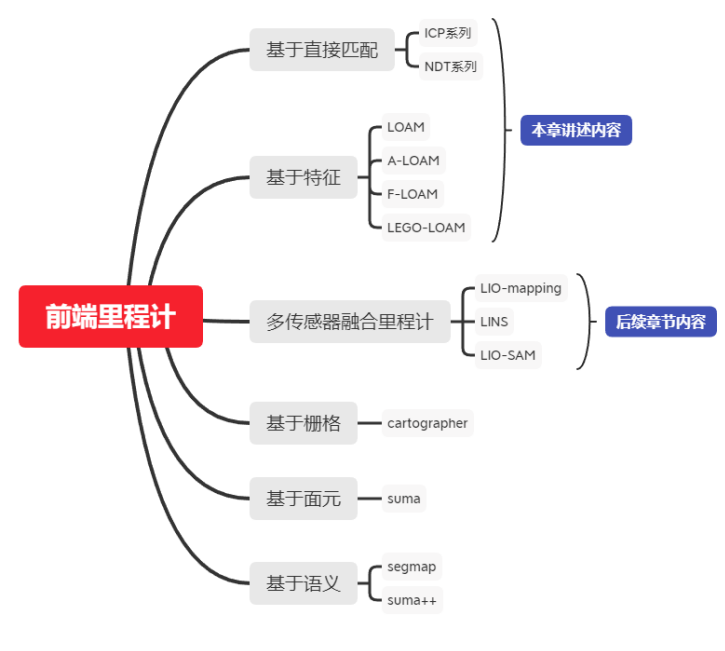 前端里程计
基于直接匹配
ICP系列
NDT系列
基于特征
LOAM
A-LOAM
F-LOAM
LEGO-LOAM
本章讲述内容
多传感器融合里程计
LIO-mapping
LINS
LIO-SAM
后续章节内容
基于栅格
cartographer
基于面元
suma
基于语义
segmap
suma++